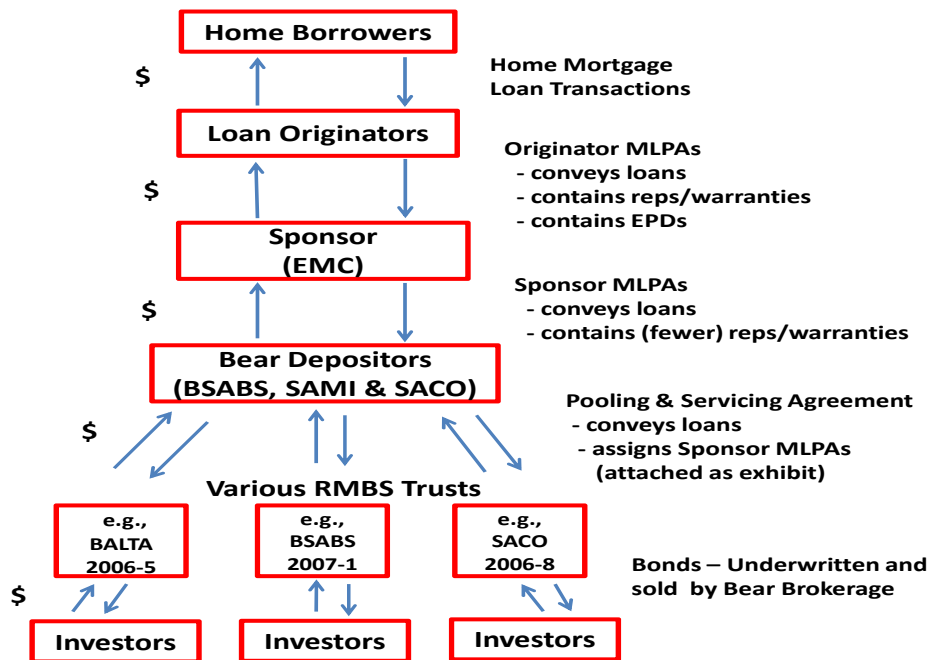 Home Borrowers
$
Home Mortgage
Loan Transactions
Loan Originators
Originator MLPAs
- conveys loans
- contains reps/warranties
- contains EPDs
$
Sponsor
(EMC)
Sponsor MLPAs
- conveys loans
- contains (fewer) reps/warranties
$
Bear Depositors
(BSABS, SAMI & SACO)
Pooling & Servicing Agreement
- conveys loans
- assigns Sponsor MLPAs
(attached as exhibit)
$
Various RMBS Trusts
e.g.,
BALTA
2006-5
e.g.,
BSABS
2007-1
e.g.,
SACO
2006-8
Bonds – Underwritten and
sold by Bear Brokerage
$
Investors
Investors
Investors